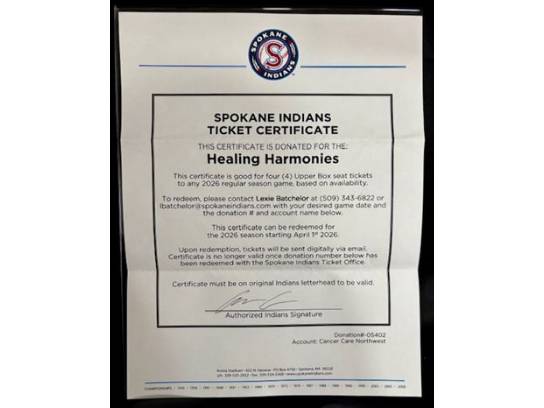 SPOKANE
S
INDIANS
SPOKANE INDIANS
TICKET CERTIFICATE
THIS CERTIFICATE IS DONATED FOR THE:
Healing Harmonies
This certificate is good for four (4) Upper Box seat tickets
to any 2026 regular season game, based on availability.
To redeem, please contact Lexie Batchelor at (509) 343-6822 or
lbatchelor@spokaneindians.com with your desired game date and
the donation # and account name below.
This certificate can be redeemed for
the 2026 season starting April 1st 2026.
Upon redemption, tickets will be sent digitally via email.
Certificate is no longer valid once donation number below has
been redeemed with the Spokane Indians Ticket Office.
Certificate must be on original Indians letterhead to be valid.
Authorized Indians Signature
Donation#-05402
Account: Cancer Care Northwest